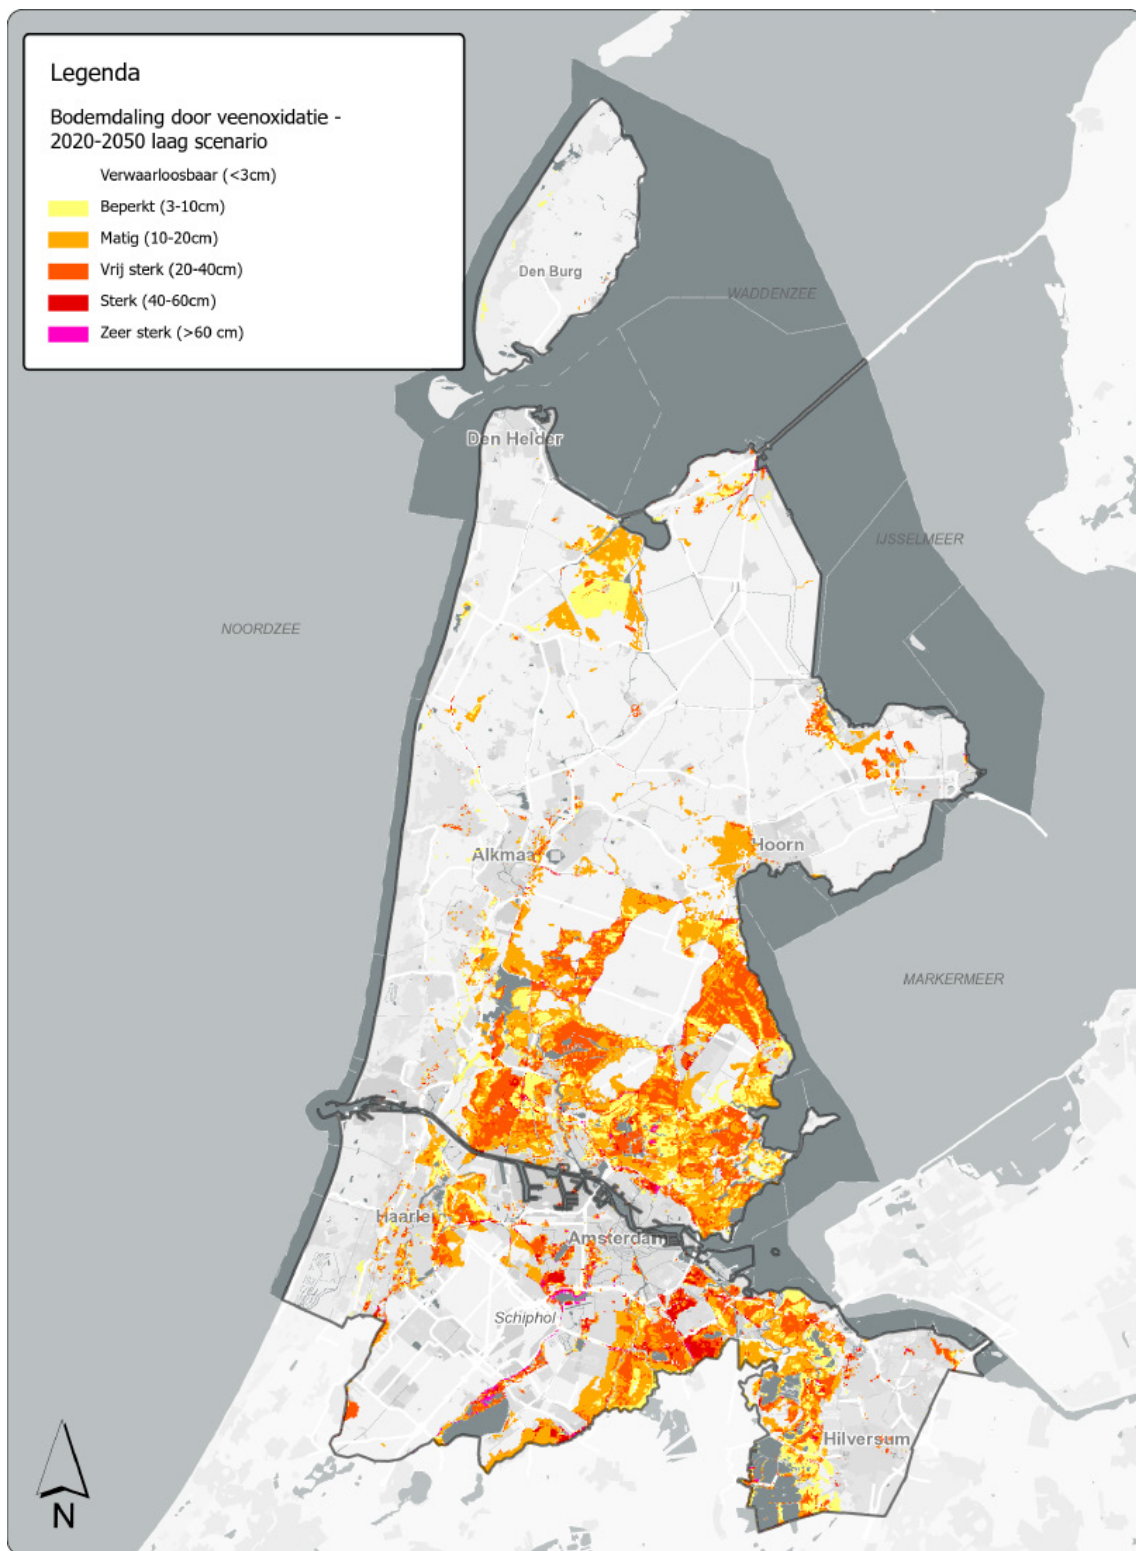 Legenda
Bodemdaling door veenoxidatie -
2020-2050 laag scenario
Verwaarloosbaar (<3cm)
Beperkt (3-10cm)
Matig (10-20cm)
Vrij sterk (20-40cm)
Sterk (40-60cm)
Zeer sterk (>60 cm)
Den Burg
WADDENZEE
Den Helder
IJSSELMEER
NOORDZEE
Hoorn
Alkmaa
MARKERMEER
Haarle
Amsterdam
Schiphol
Hilversum
N